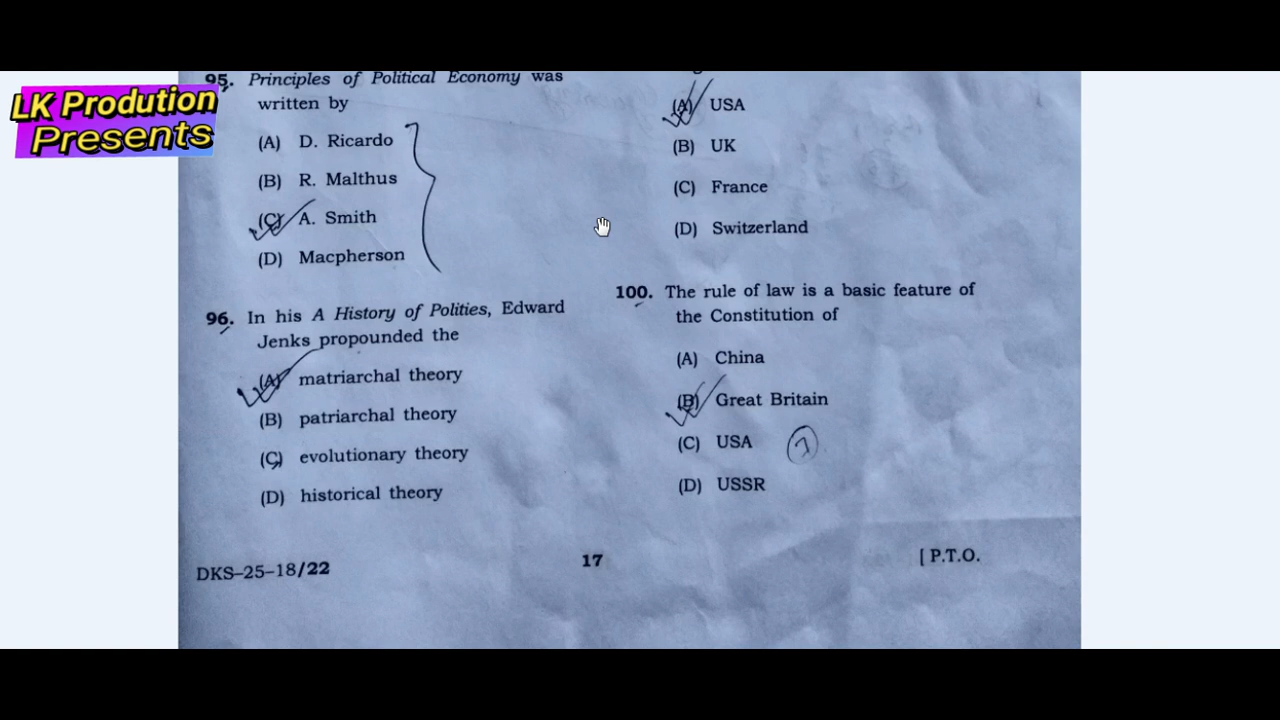 LK Prodution
Presents
95. Principles of Political Economy was
written by
(A) D. Ricardo
(B) R. Malthus
(C) A. Smith
(D) Macpherson
96. In his A History of Polities, Edward
Jenks propounded the
(A) matriarchal theory
(B) patriarchal theory
(C) evolutionary theory
(D) historical theory
(A) USA
(B) UK
(C) France
(D) Switzerland
100. The rule of law is a basic feature of
the Constitution of
(A) China
(B) Great Britain
(C) USA
(D) USSR
DKS–25–18/22
17
[ P.T.O.